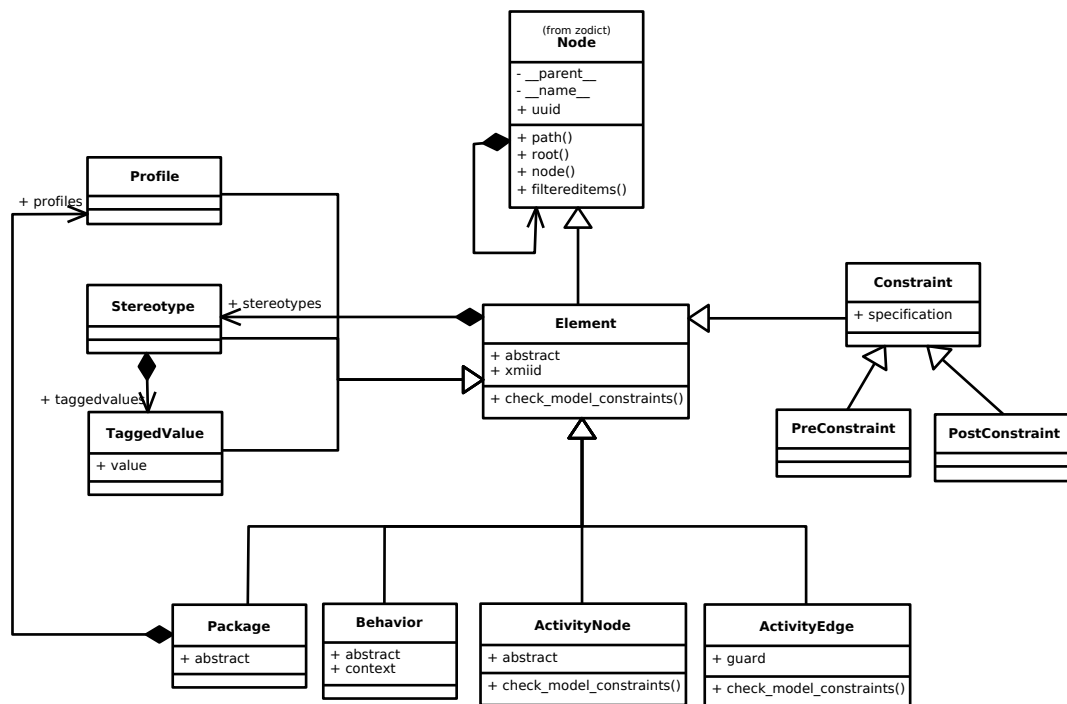 (from zodict)
Node
- __parent__
- __name__
+ uuid
+ path()
+ root()
+ node()
+ filtereditems()
Profile
+ profiles
Stereotype
+ stereotypes
+ taggedvalues
TaggedValue
+ value
Element
+ abstract
+ xmiid
+ check_model_constraints()
Constraint
+ specification
PreConstraint
PostConstraint
Package
+ abstract
Behavior
+ abstract
+ context
ActivityNode
+ abstract
+ check_model_constraints()
ActivityEdge
+ guard
+ check_model_constraints()